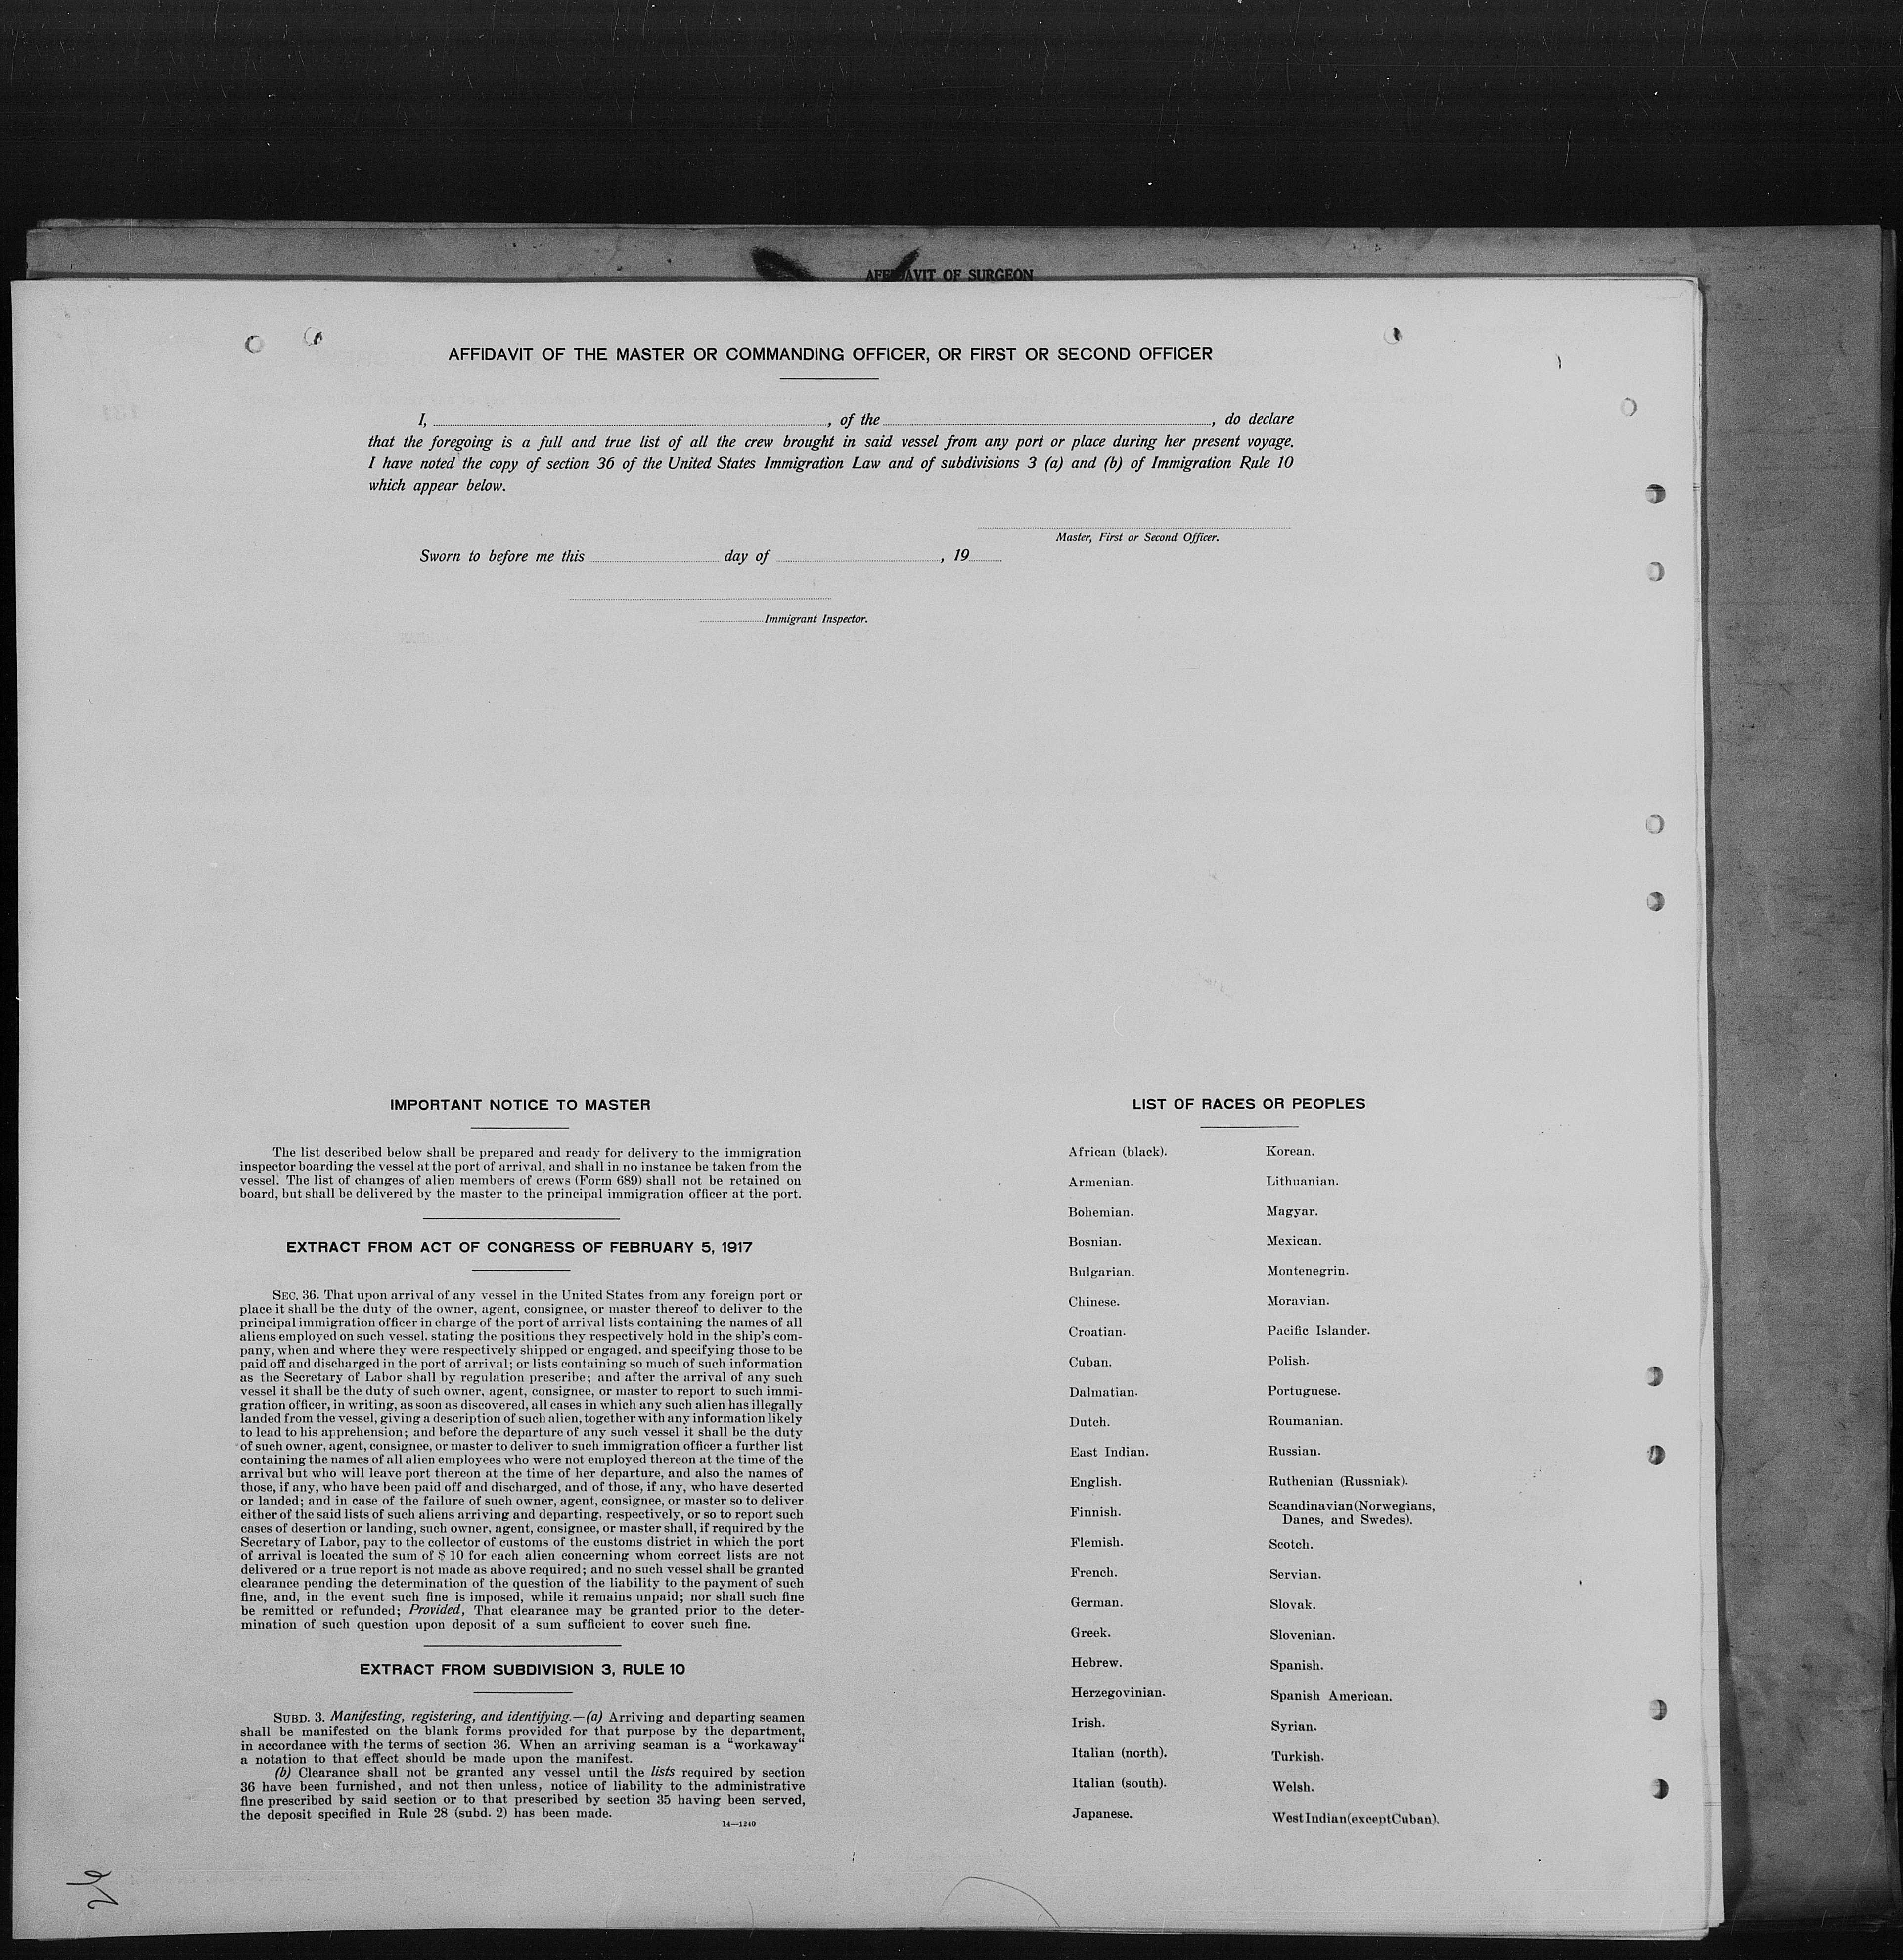 AFFIDAVIT OF SURGEON
AFFIDAVIT OF THE MASTER OR COMMANDING OFFICER, OR FIRST OR SECOND OFFICER
I, , of the , do declare
that the foregoing is a full and true list of all the crew brought in said vessel from any port or place during her present voyage.
I have noted the copy of section 36 of the United States Immigration Law and of subdivisions 3 (a) and (b) of Immigration Rule 10
which appear below.
Master, First or Second Officer.
Sworn to before me this day of , 19
Immigrant Inspector.
IMPORTANT NOTICE TO MASTER
The list described below shall be prepared and ready for delivery to the immigration
inspector boarding the vessel at the port of arrival, and shall in no instance be taken from the
vessel. The list of changes of alien members of crews (Form 689) shall not be retained on
board, but shall be delivered by the master to the principal immigration officer at the port.
EXTRACT FROM ACT OF CONGRESS OF FEBRUARY 5, 1917
SEC. 36. That upon arrival of any vessel in the United States from any foreign port or
place it shall be the duty of the owner, agent, consignee, or master thereof to deliver to the
principal immigration officer in charge of the port of arrival lists containing the names of all
aliens employed on such vessel, stating the positions they respectively hold in the ship's com-
pany, when and where they were respectively shipped or engaged, and specifying those to be
paid off and discharged in the port of arrival; or lists containing so much of such information
as the Secretary of Labor shall by regulation prescribe; and after the arrival of any such
vessel it shall be the duty of such owner, agent, consignee, or master to report to such immi-
gration officer, in writing, as soon as discovered, all cases in which any such alien has illegally
landed from the vessel, giving a description of such alien, together with any information likely
to lead to his apprehension; and before the departure of any such vessel it shall be the duty
of such owner, agent, consignee, or master to deliver to such immigration officer a further list
containing the names of all alien employees who were not employed thereon at the time of the
arrival but who will leave port thereon at the time of her departure, and also the names of
those, if any, who have been paid off and discharged, and of those, if any, who have deserted
or landed; and in case of the failure of such owner, agent, consignee, or master so to deliver
either of the said lists of such aliens arriving and departing, respectively, or so to report such
cases of desertion or landing, such owner, agent, consignee, or master shall, if required by the
Secretary of Labor, pay to the collector of customs of the customs district in which the port
of arrival is located the sum of $ 10 for each alien concerning whom correct lists are not
delivered or a true report is not made as above required; and no such vessel shall be granted
clearance pending the determination of the question of the liability to the payment of such
fine, and, in the event such fine is imposed, while it remains unpaid; nor shall such fine
be remitted or refunded; Provided, That clearance may be granted prior to the deter-
mination of such question upon deposit of a sum sufficient to cover such fine.
EXTRACT FROM SUBDIVISION 3, RULE 10
SUBD. 3. Manifesting, registering, and identifying.—(a) Arriving and departing seamen
shall be manifested on the blank forms provided for that purpose by the department,
in accordance with the terms of section 36. When an arriving seaman is a "workaway"
a notation to that effect should be made upon the manifest.
(b) Clearance shall not be granted any vessel until the lists required by section
36 have been furnished, and not then unless, notice of liability to the administrative
fine prescribed by said section or to that prescribed by section 35 having been served,
the deposit specified in Rule 28 (subd. 2) has been made.
14—1240
LIST OF RACES OR PEOPLES
African (black).
Armenian.
Bohemian.
Bosnian.
Bulgarian.
Chinese.
Croatian.
Cuban.
Dalmatian.
Dutch.
East Indian.
English.
Finnish.
Flemish.
French.
German.
Greek.
Hebrew.
Herzegovinian.
Irish.
Italian (north).
Italian (south).
Japanese.
Korean.
Lithuanian.
Magyar.
Mexican.
Montenegrin.
Moravian.
Pacific Islander.
Polish.
Portuguese.
Roumanian.
Russian.
Ruthenian (Russniak).
Scandinavian (Norwegians,
Danes, and Swedes).
Scotch.
Servian.
Slovak.
Slovenian.
Spanish.
Spanish American.
Syrian.
Turkish.
Welsh.
West Indian (except Cuban).